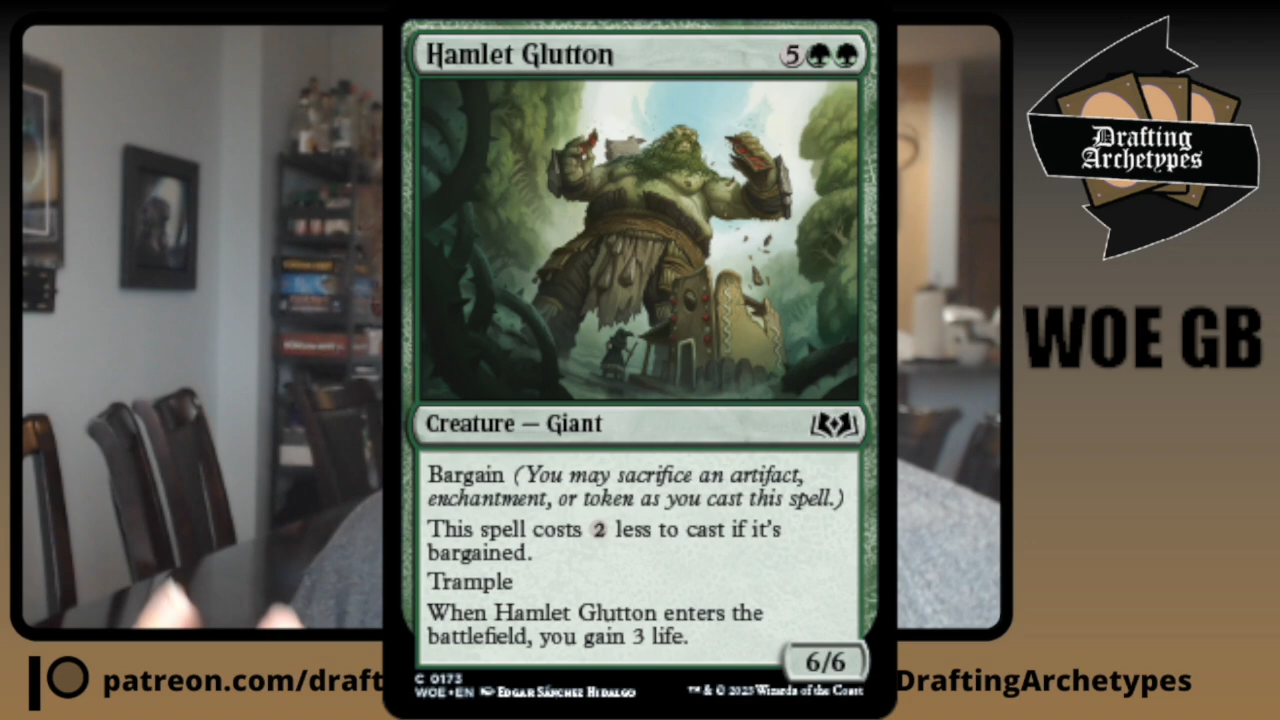 Hamlet Glutton 5
Drafting
Archetypes
WOE GB
Creature — Giant
Bargain (You may sacrifice an artifact,
enchantment, or token as you cast this spell.)
This spell costs 2 less to cast if it's
bargained.
Trample
When Hamlet Glutton enters the
battlefield, you gain 3 life.
6/6
C 0173
WOE • EN Edgar Sánchez Hidalgo ™ & © 2023 Wizards of the Coast
patreon.com/draft
DraftingArchetypes